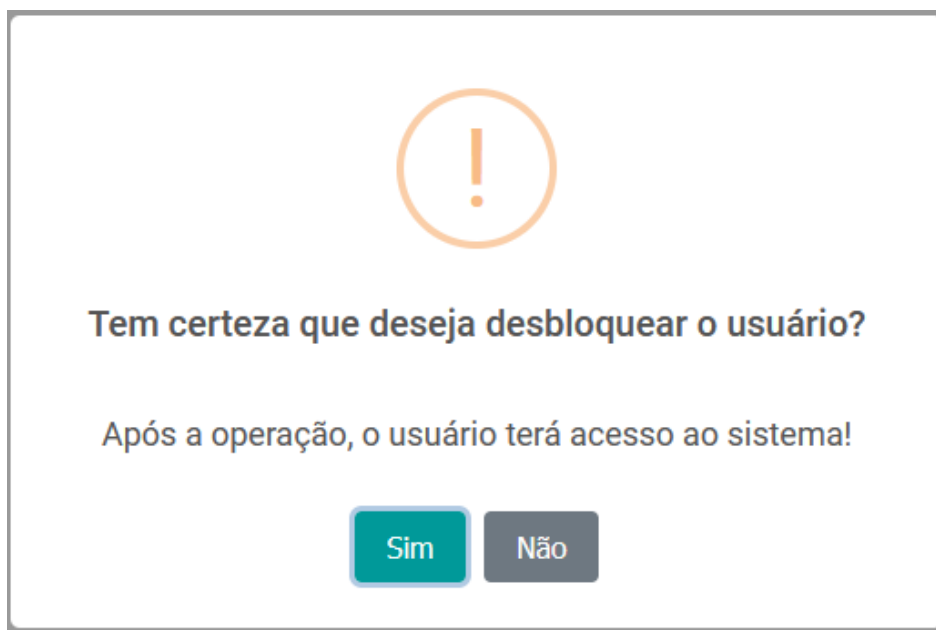 Tem certeza que deseja desbloquear o usuário?
Após a operação, o usuário terá acesso ao sistema!
Sim Não